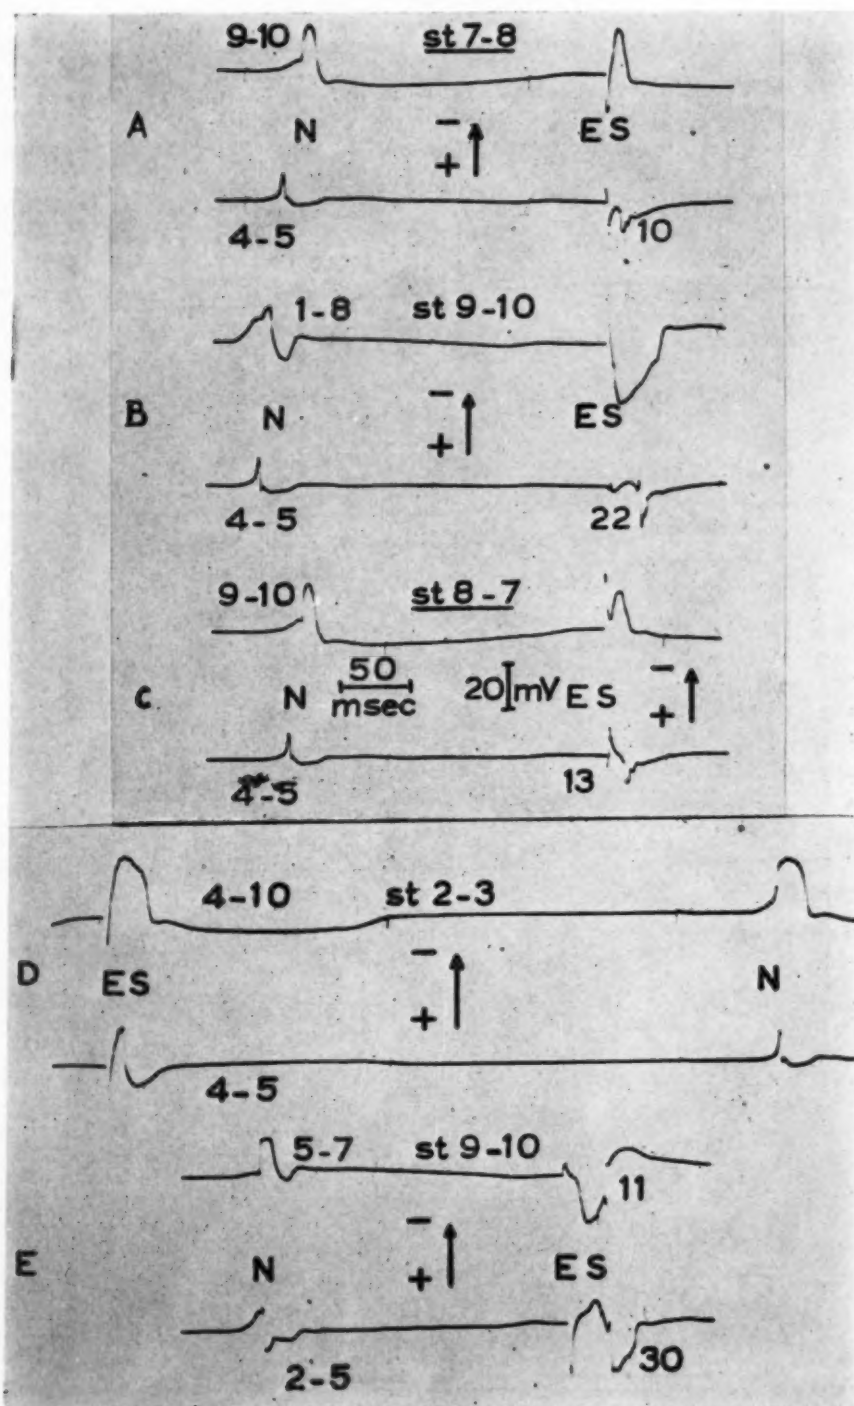 9-10 st 7-8
A N - + ES
4-5 10
1-8 st 9-10
B N - + ES
4-5 22
9-10 st 8-7
C N 50 msec 20 mV ES - +
4-5 13
4-10 st 2-3
D ES - + N
4-5
5-7 st 9-10 11
E N - + ES
2-5 30